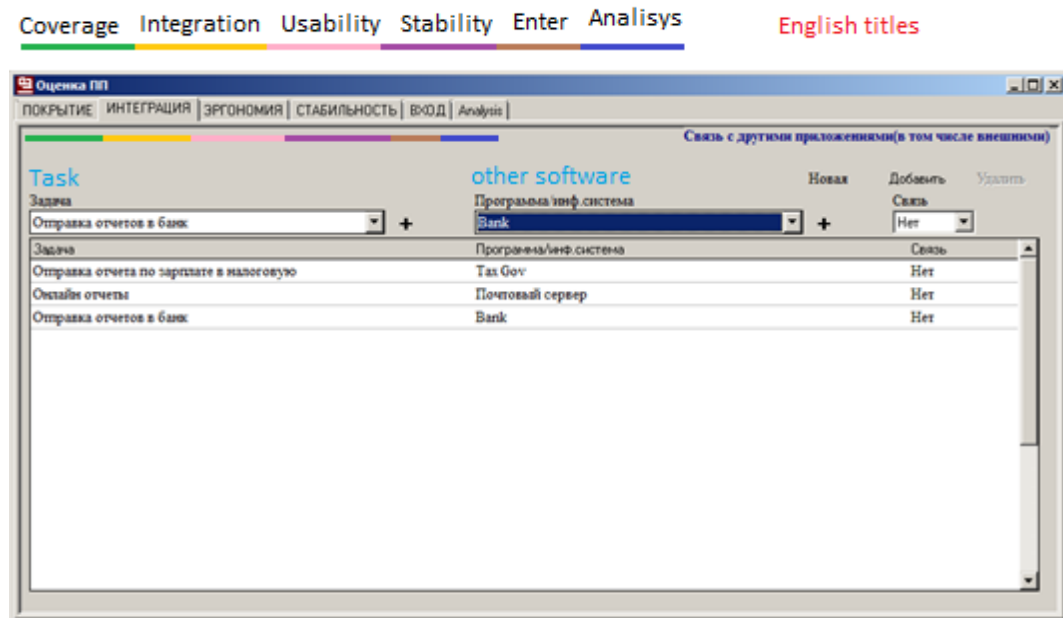 Coverage Integration Usability Stability Enter Analisys English titles
Оценка ПП
ПОКРЫТИЕ ИНТЕГРАЦИЯ ЭРГОНОМИЯ СТАБИЛЬНОСТЬ ВХОД Analysis
Связь с другими приложениями(в том числе внешними)
Task other software
Новая Добавить Удалить
Задача Программа/инф.система Связь
Отправка отчетов в банк + Bank + Нет
Задача Программа/инф.система Связь
Отправка отчета по зарплате в налоговую Tax Gov Нет
Онлайн отчеты Почтовый сервер Нет
Отправка отчетов в банк Bank Нет